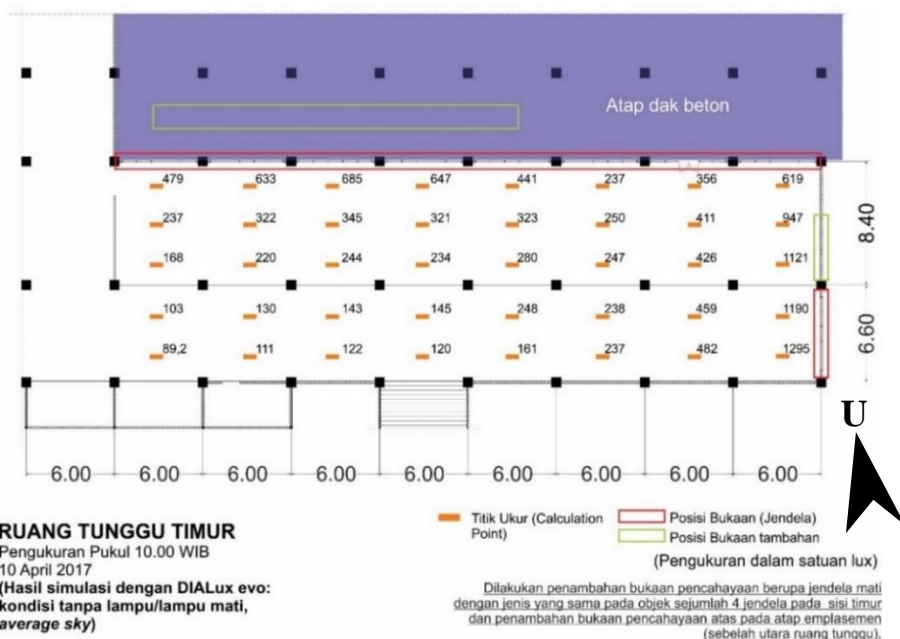 Atap dak beton
479 633 685 647 441 237 356 619
237 322 345 321 323 250 411 947
168 220 244 234 280 247 426 1121
8.40
103 130 143 145 248 238 459 1190
89,2 111 122 120 161 237 482 1295
6.60
U
6.00 6.00 6.00 6.00 6.00 6.00 6.00 6.00 6.00
RUANG TUNGGU TIMUR
Pengukuran Pukul 10.00 WIB
10 April 2017
(Hasil simulasi dengan DIALux evo:
kondisi tanpa lampu/lampu mati,
average sky)
Titik Ukur (Calculation
Point)
Posisi Bukaan (Jendela)
Posisi Bukaan tambahan
(Pengukuran dalam satuan lux)
Dilakukan penambahan bukaan pencahayaan berupa jendela mati
dengan jenis yang sama pada objek sejumlah 4 jendela pada sisi timur
dan penambahan bukaan pencahayaan atas pada atap emplasemen
(sebelah utara ruang tunggu).